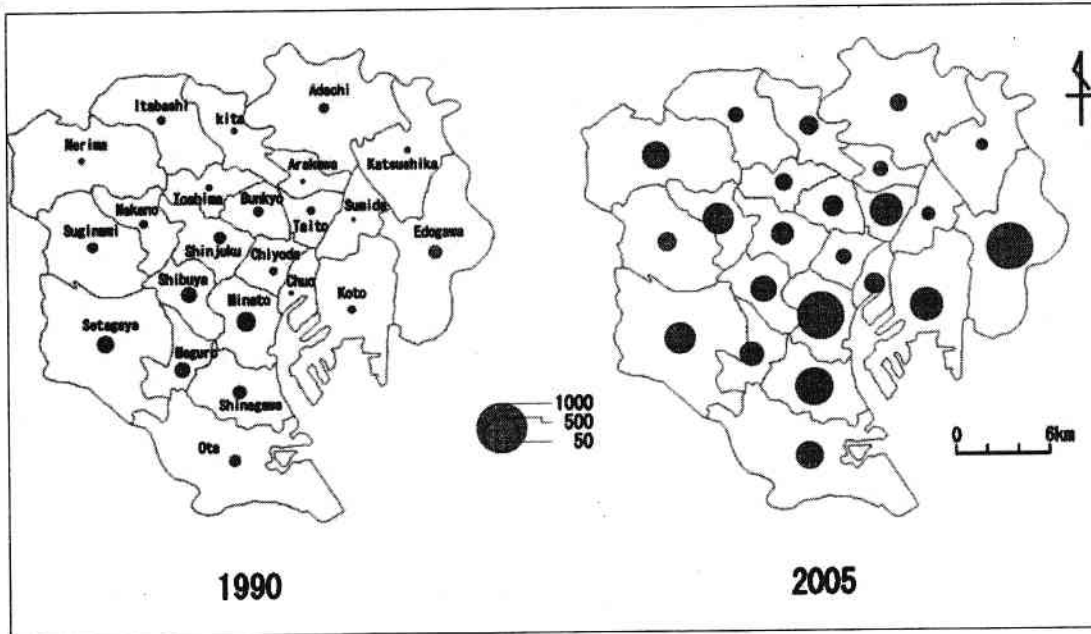 Adachi
Itabashi
kita
Nerima
Arakawa
Katsushika
Toshima
Bunkyo
Nakano
Taito
Sumida
Suginami
Shinjuku
Edogawa
Chiyoda
Shibuya
Chuo
Minato
Koto
Setagaya
Meguro
Shinagawa
Ota
1000
500
50
0 6km
1990
2005